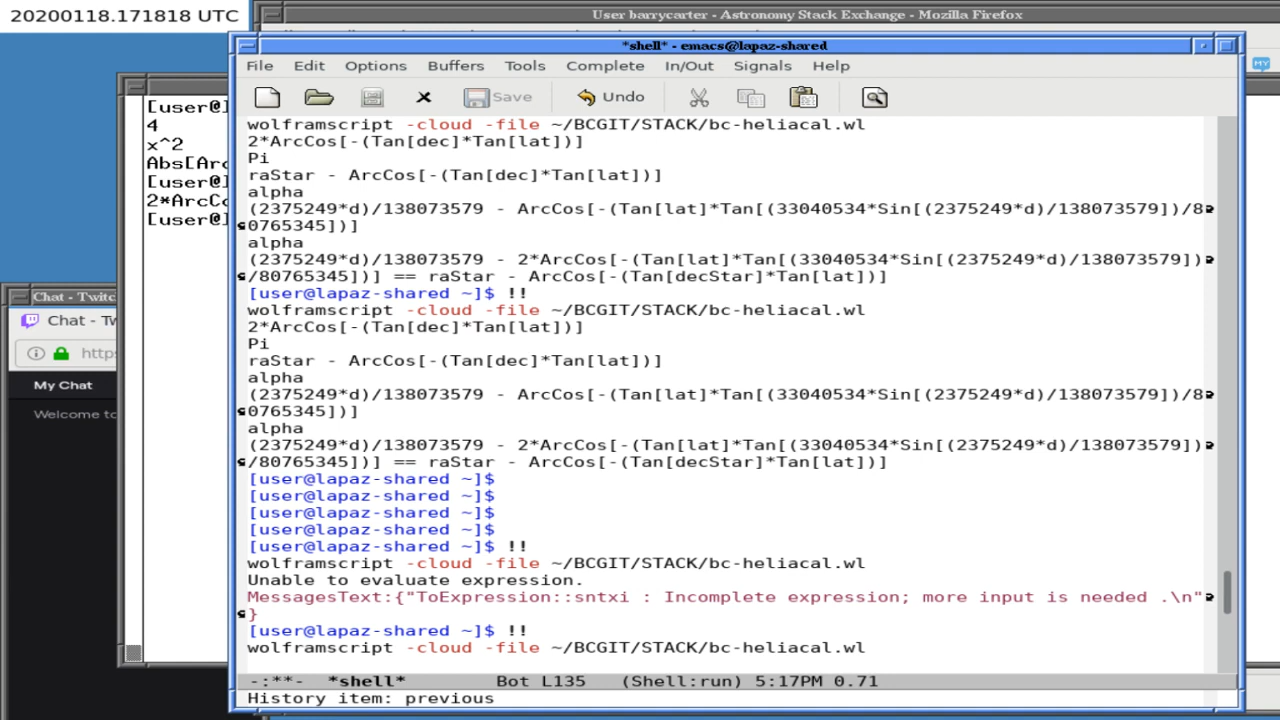 20200118.171818 UTC
User barrycarter - Astronomy Stack Exchange - Mozilla Firefox
*shell* - emacs@lapaz-shared
File Edit Options Buffers Tools Complete In/Out Signals Help
Save Undo
wolframscript -cloud -file ~/BCGIT/STACK/bc-heliacal.wl
2*ArcCos[-(Tan[dec]*Tan[lat])]
Pi
raStar - ArcCos[-(Tan[dec]*Tan[lat])]
alpha
(2375249*d)/138073579 - ArcCos[-(Tan[lat]*Tan[(33040534*Sin[(2375249*d)/138073579])/8
0765345])]
alpha
(2375249*d)/138073579 - 2*ArcCos[-(Tan[lat]*Tan[(33040534*Sin[(2375249*d)/138073579])
/80765345])] == raStar - ArcCos[-(Tan[decStar]*Tan[lat])]
[user@lapaz-shared ~]$ !!
wolframscript -cloud -file ~/BCGIT/STACK/bc-heliacal.wl
2*ArcCos[-(Tan[dec]*Tan[lat])]
Pi
raStar - ArcCos[-(Tan[dec]*Tan[lat])]
alpha
(2375249*d)/138073579 - ArcCos[-(Tan[lat]*Tan[(33040534*Sin[(2375249*d)/138073579])/8
0765345])]
alpha
(2375249*d)/138073579 - 2*ArcCos[-(Tan[lat]*Tan[(33040534*Sin[(2375249*d)/138073579])
/80765345])] == raStar - ArcCos[-(Tan[decStar]*Tan[lat])]
[user@lapaz-shared ~]$
[user@lapaz-shared ~]$
[user@lapaz-shared ~]$
[user@lapaz-shared ~]$
[user@lapaz-shared ~]$ !!
wolframscript -cloud -file ~/BCGIT/STACK/bc-heliacal.wl
Unable to evaluate expression.
MessagesText:{"ToExpression::sntxi : Incomplete expression; more input is needed .\n"
}
[user@lapaz-shared ~]$ !!
wolframscript -cloud -file ~/BCGIT/STACK/bc-heliacal.wl
-:**- *shell* Bot L135 (Shell:run) 5:17PM 0.71
History item: previous
[user@]
4
x^2
Abs[Arc
[user@]
2*ArcCo
[user@]
Chat - Twitc
Chat - Tw
https
My Chat
Welcome to
MY